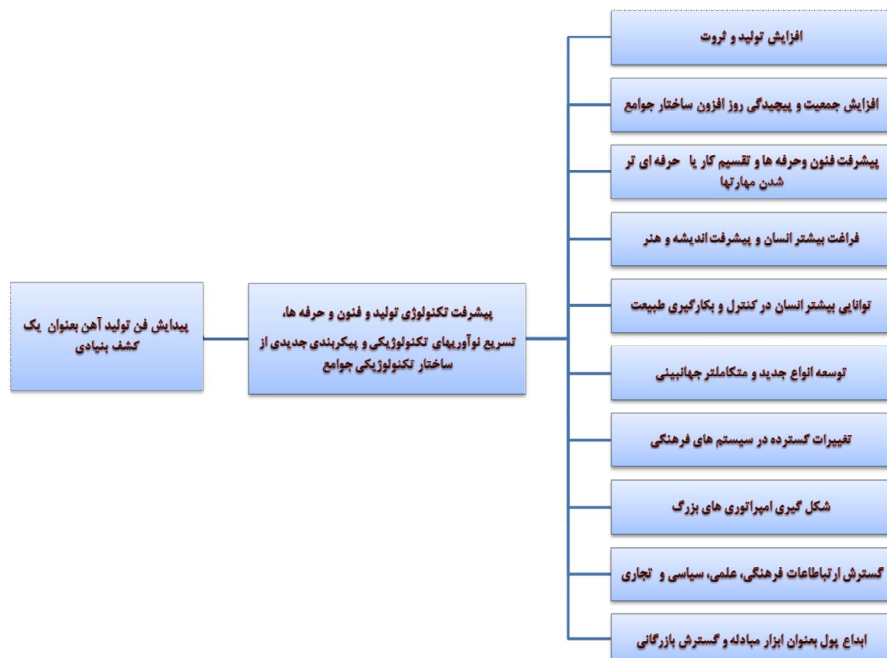 افزایش تولید و ثروت
افزایش جمعیت و پیچیدگی روز افزون ساختار جوامع
پیشرفت فنون وحرفه ها و تقسیم کار یا حرفه ای تر
شدن مهارتها
فراغت بیشتر انسان و پیشرفت اندیشه و هنر
توانایی بیشتر انسان در کنترل و بکارگیری طبیعت
توسعه انواع جدید و متکاملتر جهانبینی
تغییرات گسترده در سیستم های فرهنگی
شکل گیری امپراتوری های بزرگ
گسترش ارتبطاعات فرهنگی، علمی، سیاسی و تجاری
ابداع پول بعنوان ابزار مبادله و گسترش بازرگانی
پیشرفت تکنولوژی تولید و فنون و حرفه ها،
تسریع نوآوریهای تکنولوژیکی و پیکربندی جدیدی از
ساختار تکنولوژیکی جوامع
پیدایش فن تولید آهن بعنوان یک
کشف بنیادی